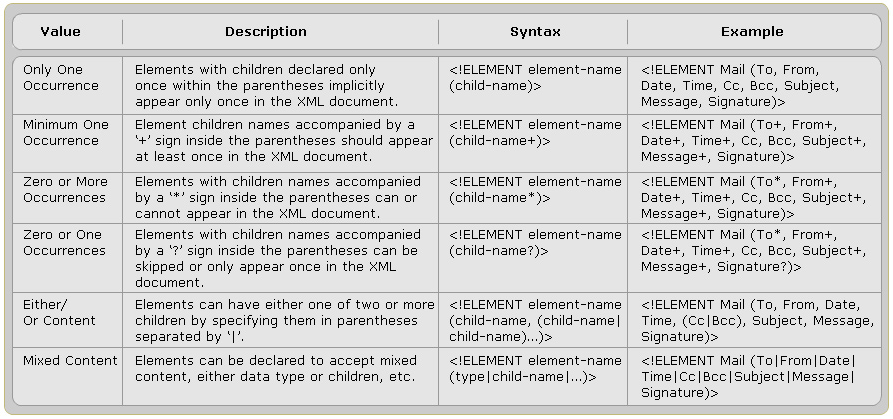 Value Description Syntax Example
Only One
Occurrence
Elements with children declared only
once within the parentheses implicitly
appear only once in the XML document.
<!ELEMENT element-name
(child-name)>
<!ELEMENT Mail (To, From,
Date, Time, Cc, Bcc, Subject,
Message, Signature)>
Minimum One
Occurrence
Element children names accompanied by a
‘+’ sign inside the parentheses should appear
at least once in the XML document.
<!ELEMENT element-name
(child-name+)>
<!ELEMENT Mail (To+, From+,
Date+, Time+, Cc, Bcc, Subject+,
Message+, Signature)>
Zero or More
Occurrences
Elements with children names accompanied
by a ‘*’ sign inside the parentheses can or
cannot appear in the XML document.
<!ELEMENT element-name
(child-name*)>
<!ELEMENT Mail (To*, From+,
Date+, Time+, Cc, Bcc, Subject+,
Message+, Signature)>
Zero or One
Occurrences
Elements with children names accompanied
by a ‘?’ sign inside the parentheses can be
skipped or only appear once in the XML
document.
<!ELEMENT element-name
(child-name?)>
<!ELEMENT Mail (To*, From+,
Date+, Time+, Cc, Bcc, Subject+,
Message+, Signature?)>
Either/
Or Content
Elements can have either one of two or more
children by specifying them in parentheses
separated by ‘|’.
<!ELEMENT element-name
(child-name, (child-name|
child-name)...)>
<!ELEMENT Mail (To, From, Date,
Time, (Cc|Bcc), Subject, Message,
Signature)>
Mixed Content
Elements can be declared to accept mixed
content, either data type or children, etc.
<!ELEMENT element-name
(type|child-name|...)>
<!ELEMENT Mail (To|From|Date|
Time|Cc|Bcc|Subject|Message|
Signature)>